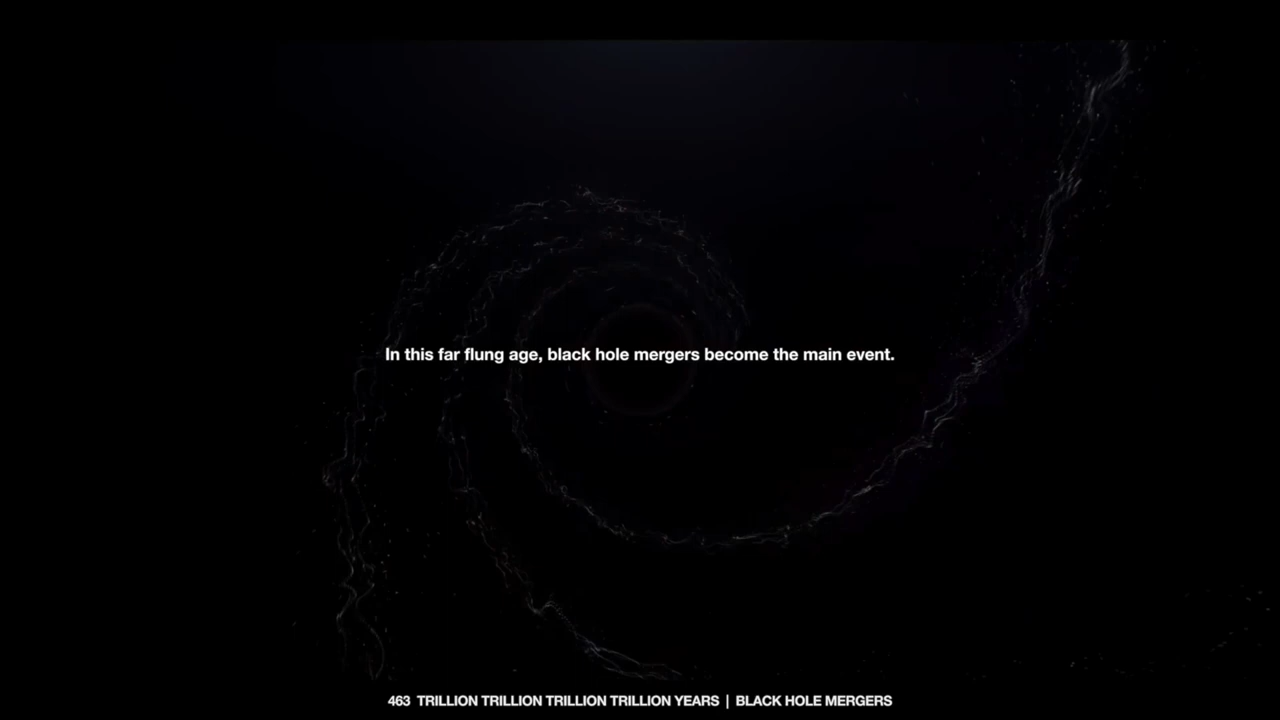 In this far flung age, black hole mergers become the main event.
463 TRILLION TRILLION TRILLION TRILLION YEARS | BLACK HOLE MERGERS